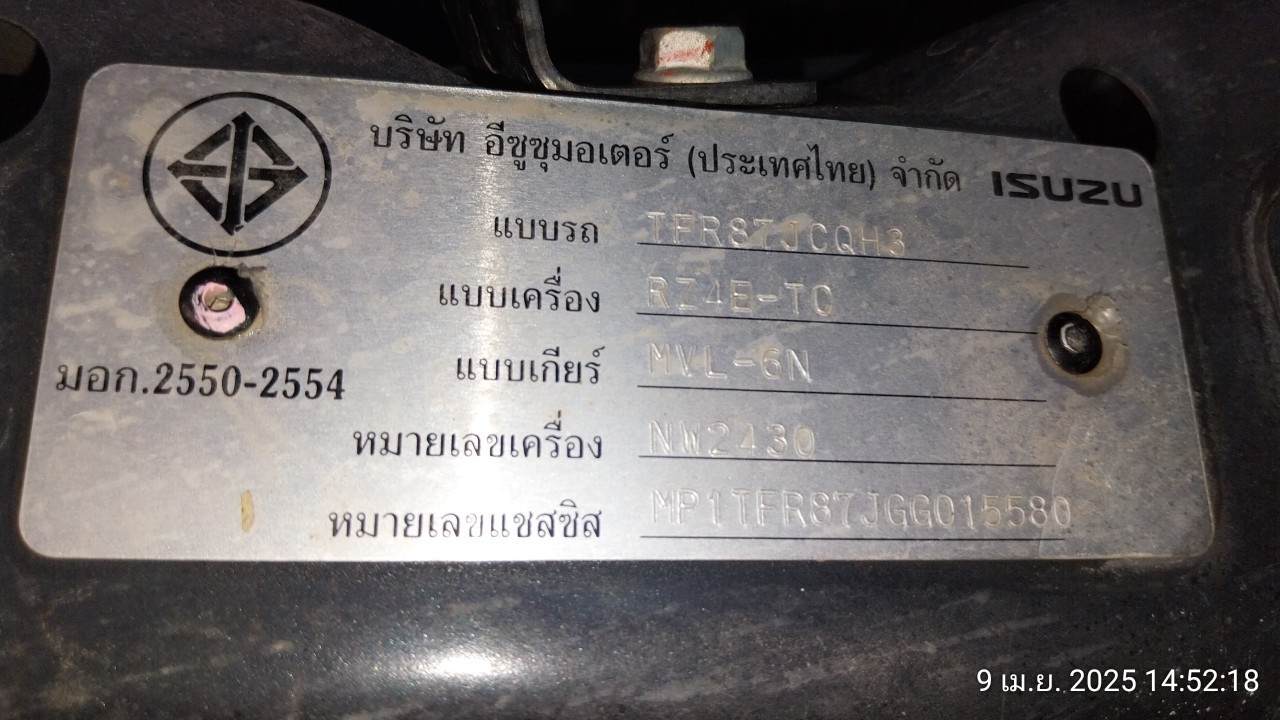 บริษัท อีซูซุมอเตอร์ (ประเทศไทย) จำกัด ISUZU
แบบรถ TFR87JCQH3
แบบเครื่อง RZ4E-TC
แบบเกียร์ MVL-6N
มอก.2550-2554
หมายเลขเครื่อง NW2430
หมายเลขแชสซิส MP1TFR87JGG015580
9 เม.ย. 2025 14:52:18